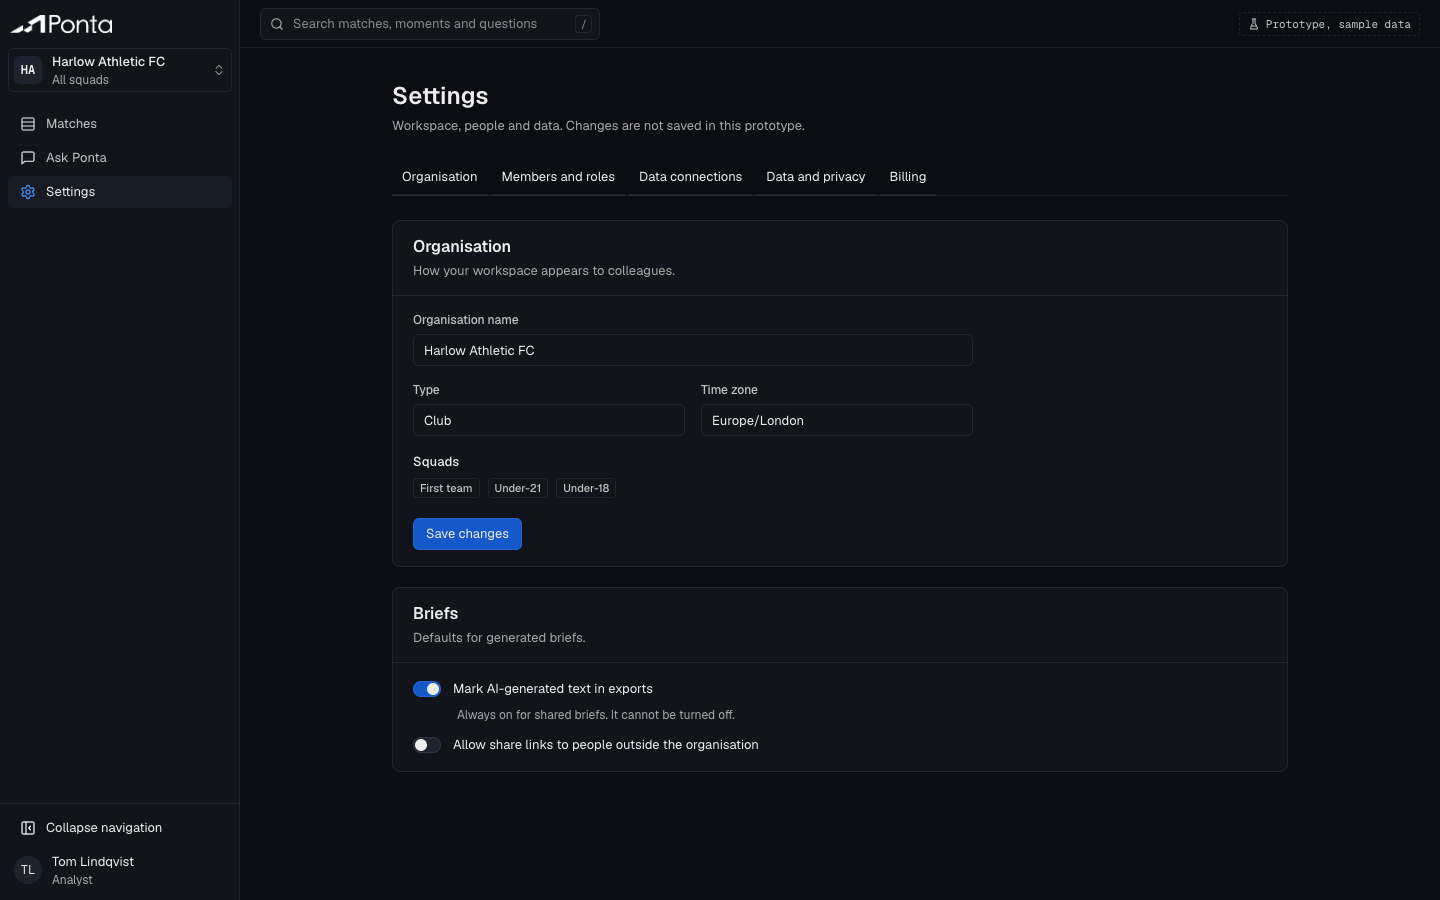 Ponta
HA
Harlow Athletic FC
All squads
Matches
Ask Ponta
Settings
Collapse navigation
TL
Tom Lindqvist
Analyst
Search matches, moments and questions
/
Prototype, sample data
Settings
Workspace, people and data. Changes are not saved in this prototype.
Organisation Members and roles Data connections Data and privacy Billing
Organisation
How your workspace appears to colleagues.
Organisation name
Harlow Athletic FC
Type Time zone
Club Europe/London
Squads
First team Under-21 Under-18
Save changes
Briefs
Defaults for generated briefs.
Mark AI-generated text in exports
Always on for shared briefs. It cannot be turned off.
Allow share links to people outside the organisation